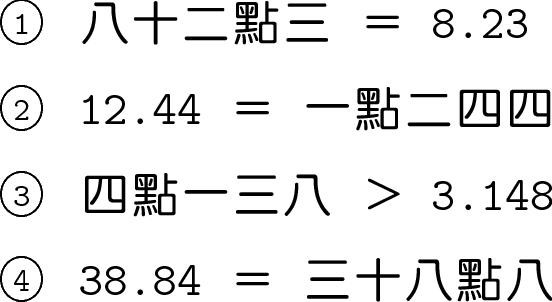 ① 八十二點三 = 8.23
② 12.44 = 一點二四四
③ 四點一三八 > 3.148
④ 38.84 = 三十八點八